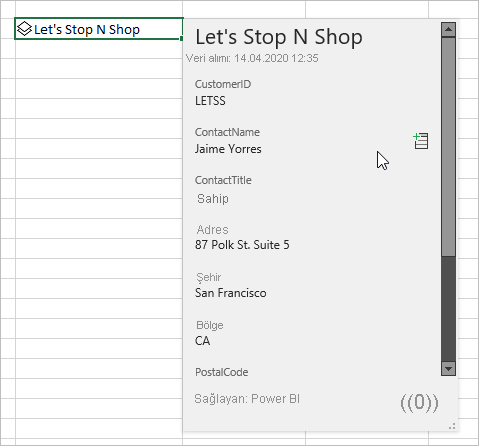 Let's Stop N Shop
Let's Stop N Shop
Veri alımı: 14.04.2020 12:35
CustomerID
LETSS
ContactName
Jaime Yorres
ContactTitle
Sahip
Adres
87 Polk St. Suite 5
Şehir
San Francisco
Bölge
CA
PostalCode
Sağlayan: Power BI
((0))